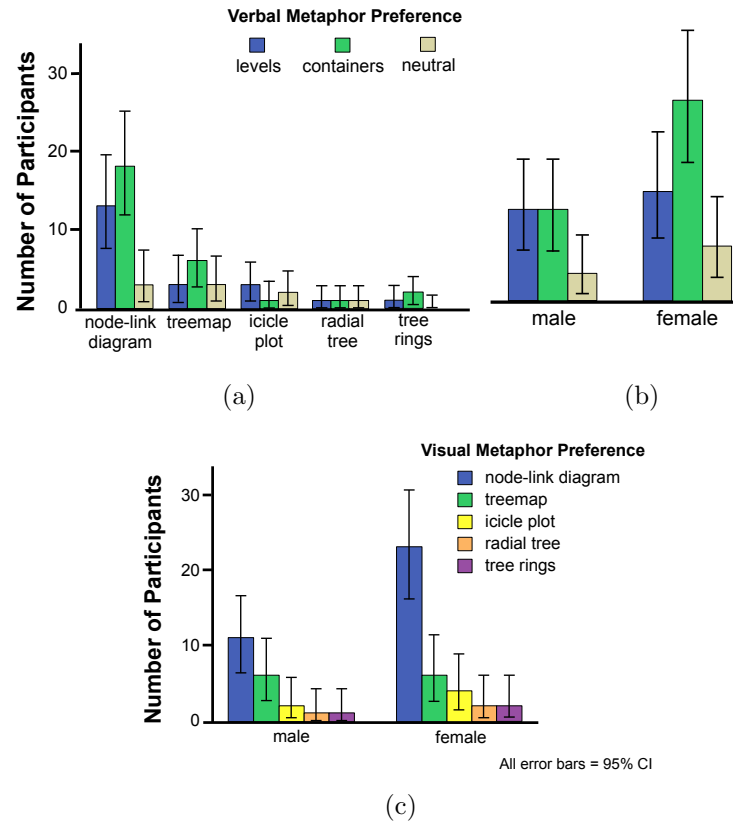 Verbal Metaphor Preference
levels containers neutral
Number of Participants
30
20
10
0
node-link diagram
treemap
icicle plot
radial tree
tree rings
(a)
male female
(b)
Visual Metaphor Preference
node-link diagram
treemap
icicle plot
radial tree
tree rings
Number of Participants
30
20
10
0
male female
All error bars = 95% CI
(c)